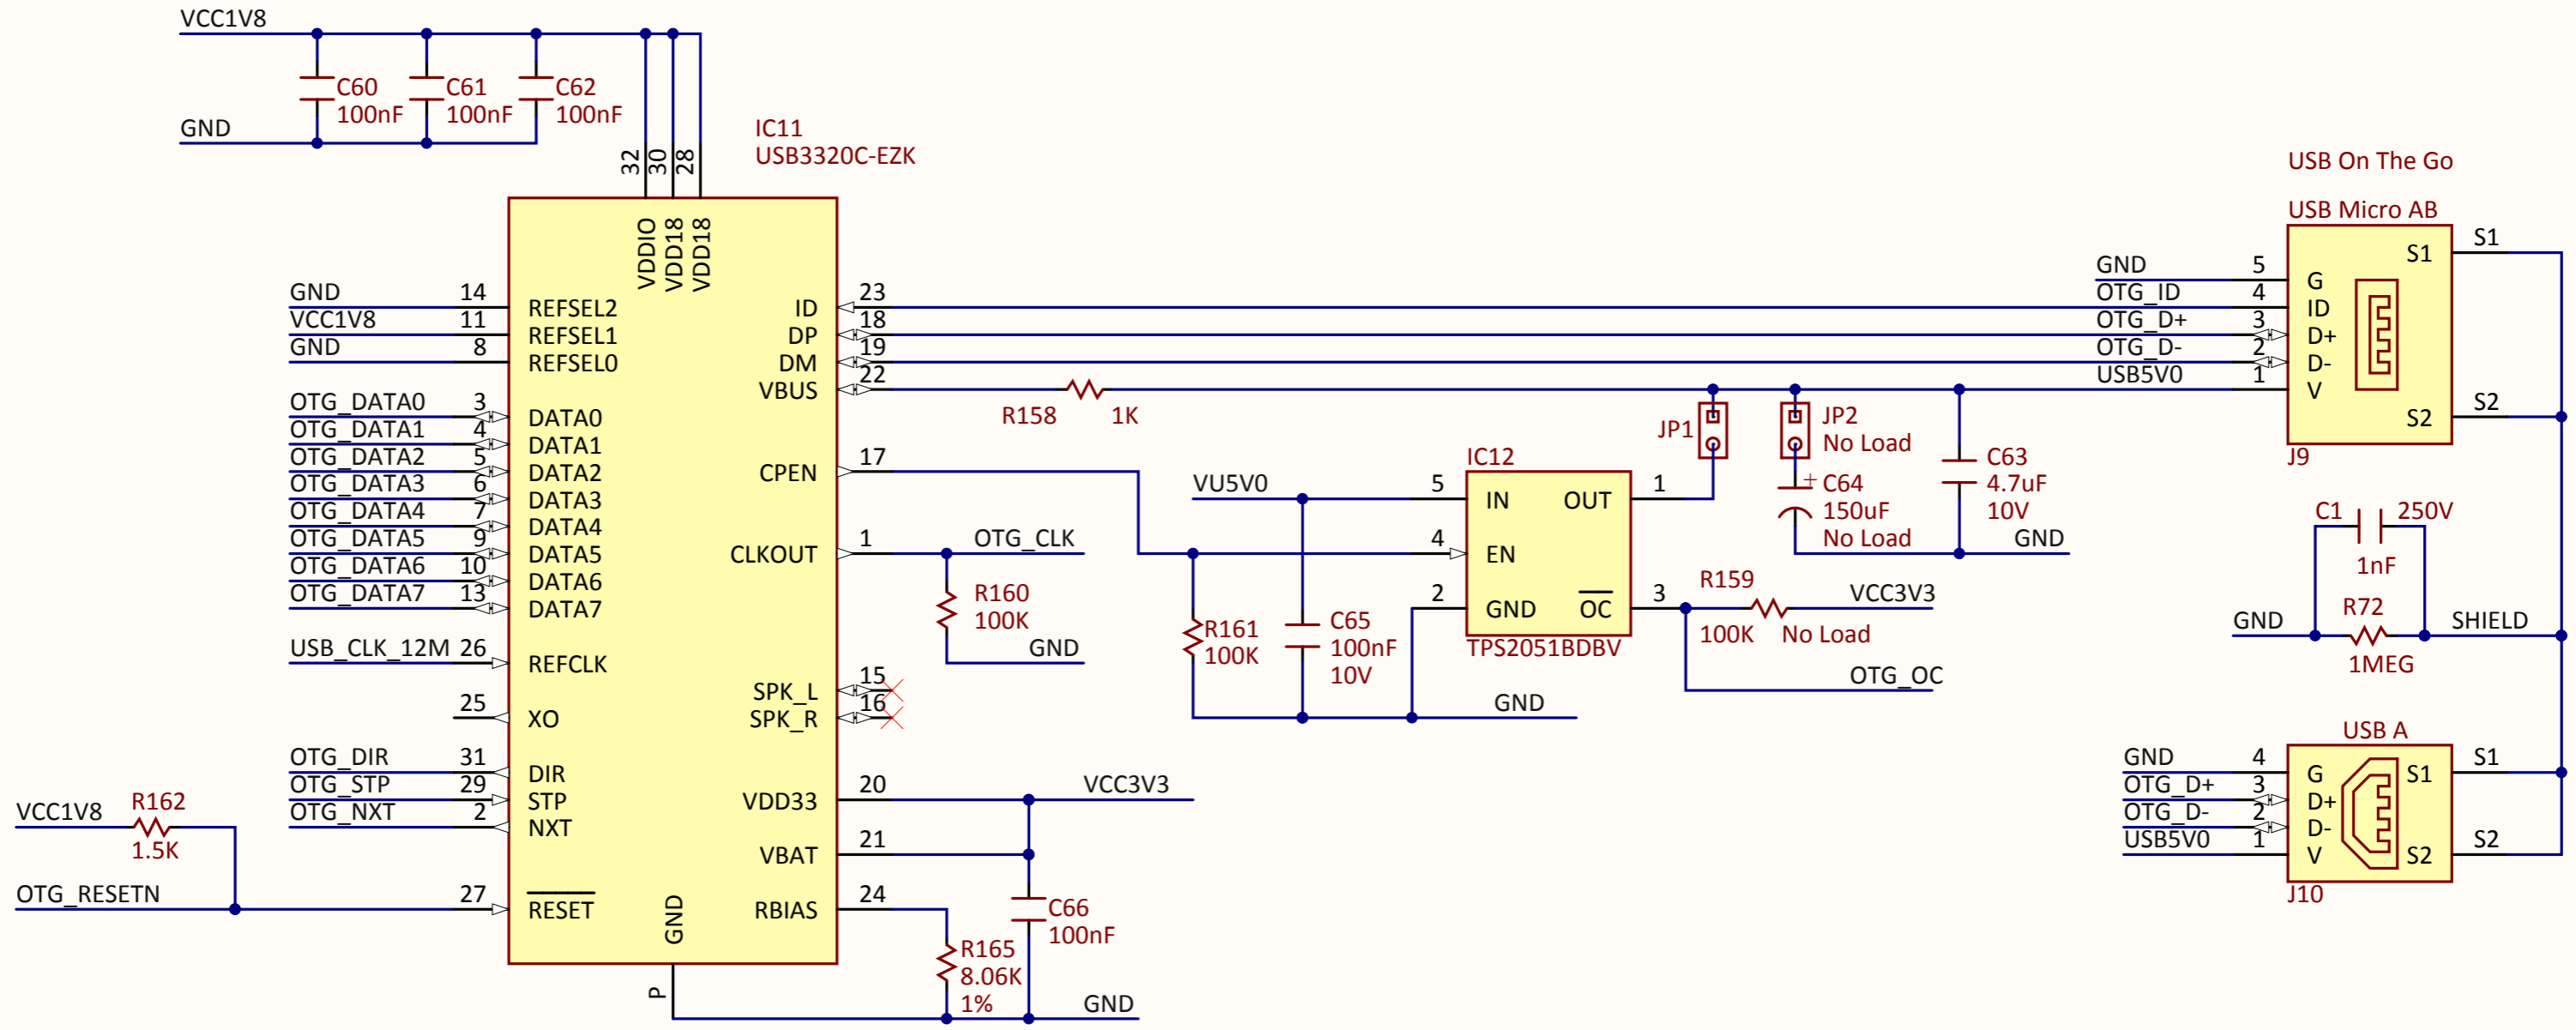 VCC1V8
C60
100nF
C61
100nF
C62
100nF
GND
32
30
28
IC11
USB3320C-EZK
VDDIO
VDD18
VDD18
GND 14 REFSEL2
VCC1V8 11 REFSEL1
GND 8 REFSEL0
OTG_DATA0 3 DATA0
OTG_DATA1 4 DATA1
OTG_DATA2 5 DATA2
OTG_DATA3 6 DATA3
OTG_DATA4 7 DATA4
OTG_DATA5 9 DATA5
OTG_DATA6 10 DATA6
OTG_DATA7 13 DATA7
USB_CLK_12M 26 REFCLK
25 XO
OTG_DIR 31 DIR
OTG_STP 29 STP
OTG_NXT 2 NXT
VCC1V8
R162
1.5K
OTG_RESETN 27 RESET
GND
P
ID 23
DP 18
DM 19
VBUS 22
R158 1K
CPEN 17
CLKOUT 1 OTG_CLK
R160
100K
GND
SPK_L 15
SPK_R 16
VDD33 20 VCC3V3
VBAT 21
RBIAS 24
C66
100nF
R165
8.06K
1%
GND
VU5V0
R161
100K
C65
100nF
10V
GND
IC12
5 IN OUT 1
4 EN
2 GND OC 3
TPS2051BDBV
JP1
JP2
No Load
+ C64
150uF
No Load
C63
4.7uF
10V
GND
R159 VCC3V3
100K No Load
OTG_OC
USB On The Go
USB Micro AB
GND 5 G
OTG_ID 4 ID
OTG_D+ 3 D+
OTG_D- 2 D-
USB5V0 1 V
S1 S1
S2 S2
J9
C1 250V
1nF
R72
GND SHIELD
1MEG
USB A
GND 4 G S1 S1
OTG_D+ 3 D+
OTG_D- 2 D-
USB5V0 1 V S2 S2
J10